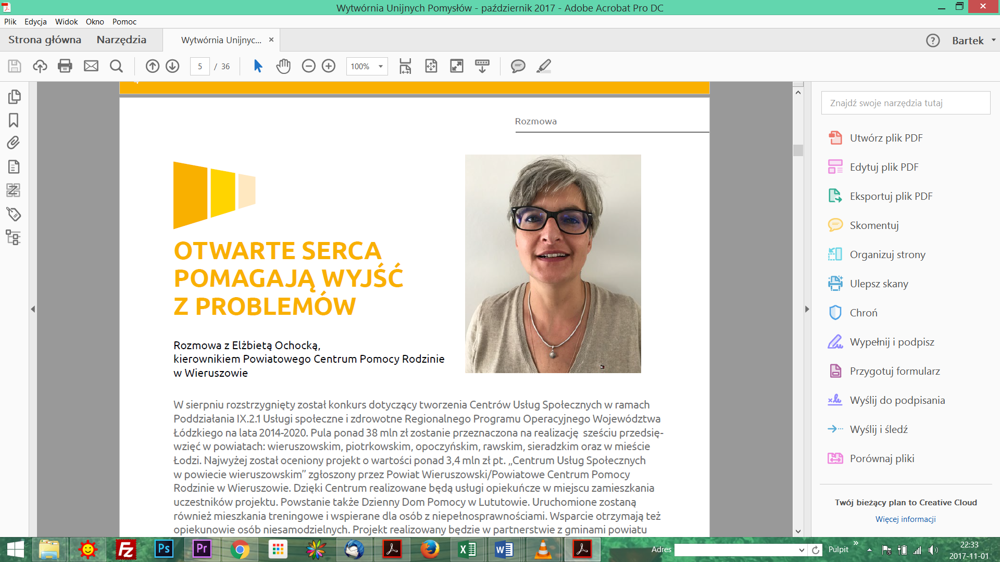 Wytwórnia Unijnych Pomysłów - październik 2017 - Adobe Acrobat Pro DC
Plik Edycja Widok Okno Pomoc
Strona główna Narzędzia Wytwórnia Unijnyc... × Bartek
5 / 36 100%
Znajdź swoje narzędzia tutaj
Utwórz plik PDF
Edytuj plik PDF
Eksportuj plik PDF
Skomentuj
Organizuj strony
Ulepsz skany
Chroń
Wypełnij i podpisz
Przygotuj formularz
Wyślij do podpisania
Wyślij i śledź
Porównaj pliki
Twój bieżący plan to Creative Cloud
Więcej informacji
Rozmowa
OTWARTE SERCA
POMAGAJĄ WYJŚĆ
Z PROBLEMÓW
Rozmowa z Elżbietą Ochocką,
kierownikiem Powiatowego Centrum Pomocy Rodzinie
w Wieruszowie
W sierpniu rozstrzygnięty został konkurs dotyczący tworzenia Centrów Usług Społecznych w ramach
Poddziałania IX.2.1 Usługi społeczne i zdrowotne Regionalnego Programu Operacyjnego Województwa
Łódzkiego na lata 2014-2020. Pula ponad 38 mln zł zostanie przeznaczona na realizację sześciu przedsię-
wzięć w powiatach: wieruszowskim, piotrkowskim, opoczyńskim, rawskim, sieradzkim oraz w mieście
Łodzi. Najwyżej został oceniony projekt o wartości ponad 3,4 mln zł pt. „Centrum Usług Społecznych
w powiecie wieruszowskim” zgłoszony przez Powiat Wieruszowski/Powiatowe Centrum Pomocy
Rodzinie w Wieruszowie. Dzięki Centrum realizowane będą usługi opiekuńcze w miejscu zamieszkania
uczestników projektu. Powstanie także Dzienny Dom Pomocy w Lututowie. Uruchomione zostaną
również mieszkania treningowe i wspierane dla osób z niepełnosprawnościami. Wsparcie otrzymają też
opiekunowie osób niesamodzielnych. Projekt realizowany będzie w partnerstwie z gminami powiatu
Fz Ps Pr Adres Pulpit » 22:33
2017-11-01